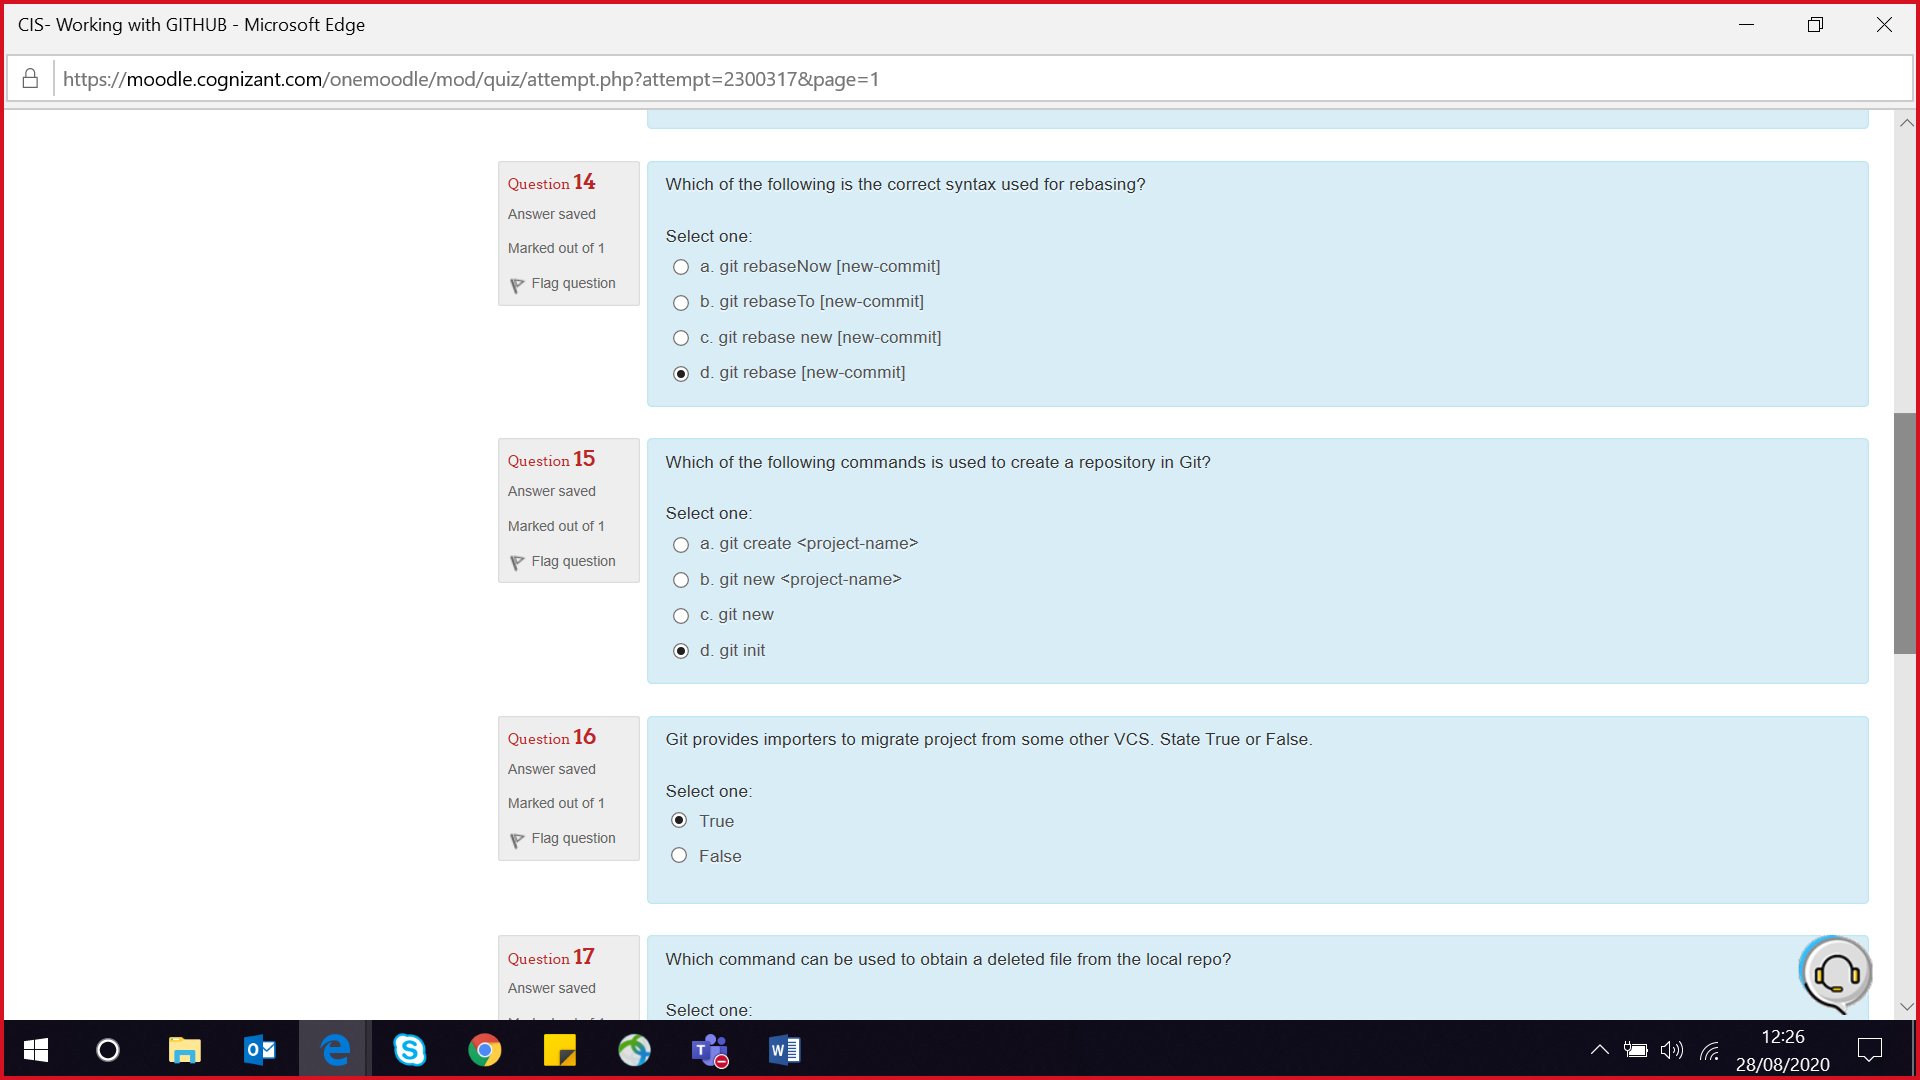 CIS- Working with GITHUB - Microsoft Edge
https://moodle.cognizant.com/onemoodle/mod/quiz/attempt.php?attempt=2300317&page=1
Question 14
Answer saved
Marked out of 1
Flag question
Which of the following is the correct syntax used for rebasing?
Select one:
a. git rebaseNow [new-commit]
b. git rebaseTo [new-commit]
c. git rebase new [new-commit]
d. git rebase [new-commit]
Question 15
Answer saved
Marked out of 1
Flag question
Which of the following commands is used to create a repository in Git?
Select one:
a. git create <project-name>
b. git new <project-name>
c. git new
d. git init
Question 16
Answer saved
Marked out of 1
Flag question
Git provides importers to migrate project from some other VCS. State True or False.
Select one:
True
False
Question 17
Answer saved
Which command can be used to obtain a deleted file from the local repo?
Select one:
12:26
28/08/2020